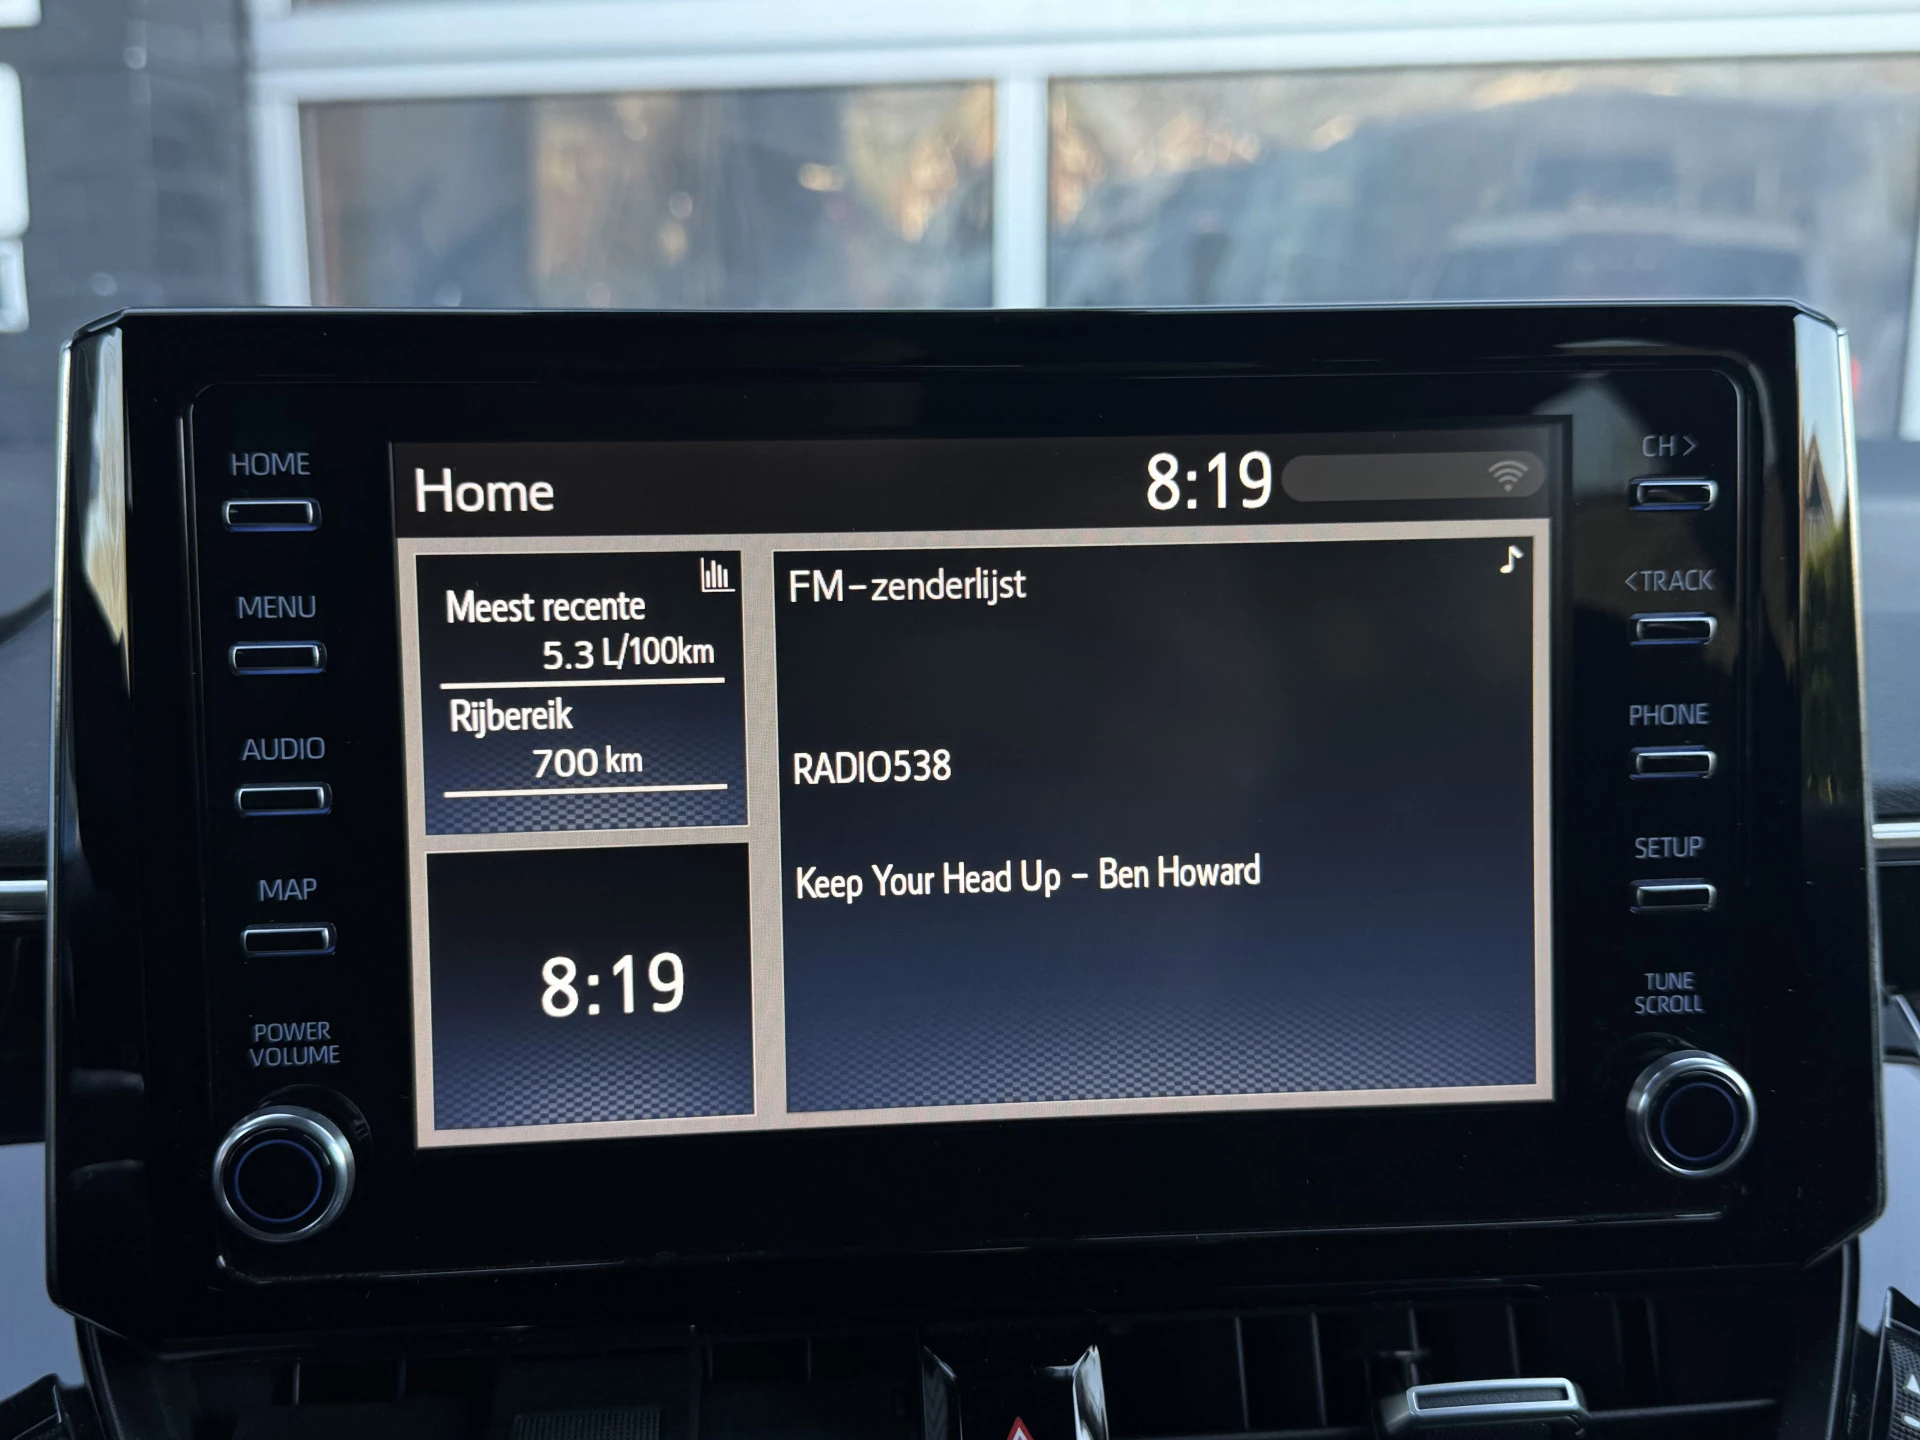 HOME
MENU
AUDIO
MAP
POWER
VOLUME
Home
8:19
Meest recente
5.3 L/100km
Rijbereik
700 km
8:19
FM-zenderlijst
RADIO538
Keep Your Head Up - Ben Howard
CH >
<TRACK
PHONE
SETUP
TUNE
SCROLL